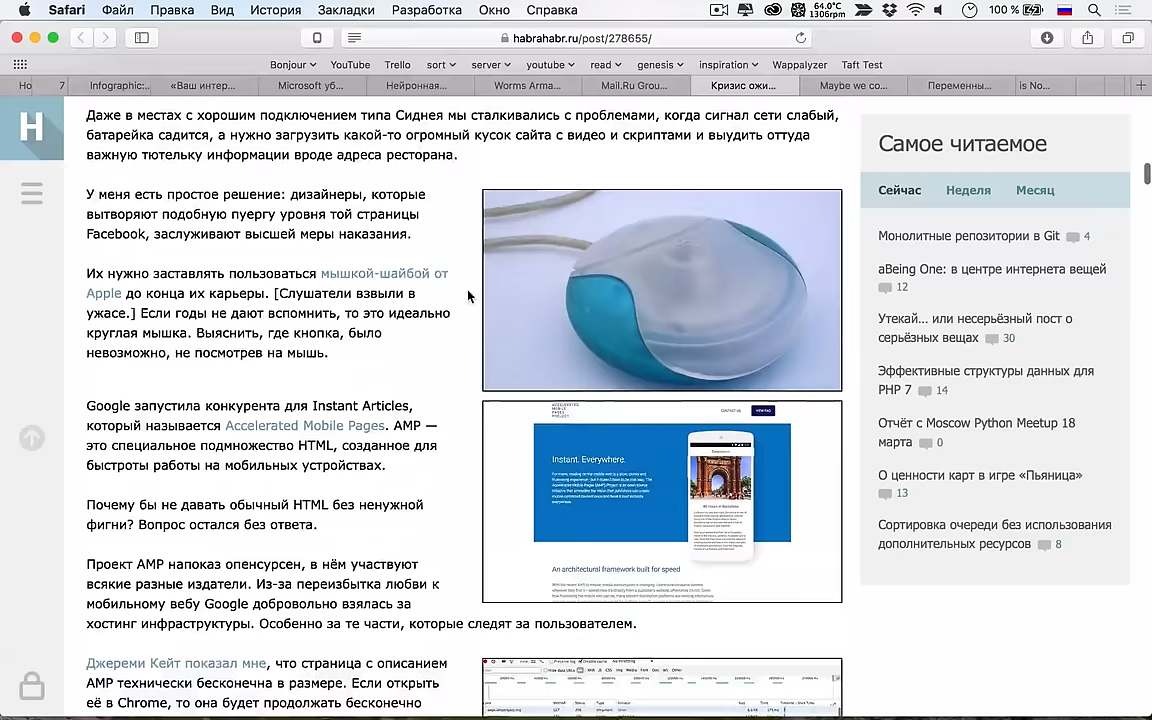 Safari Файл Правка Вид История Закладки Разработка Окно Справка 64.0°C 1306rpm 100 %
habrahabr.ru/post/278655/
Bonjour YouTube Trello sort server youtube read genesis inspiration Wappalyzer Taft Test
Но 7 Infographic:.. «Ваш интер... Microsoft уб... Нейронная... Worms Arma... Mail.Ru Grou... Кризис ожи... Maybe we co... Переменны... is No...
Даже в местах с хорошим подключением типа Сиднея мы сталкивались с проблемами, когда сигнал сети слабый,
батарейка садится, а нужно загрузить какой-то огромный кусок сайта с видео и скриптами и выудить оттуда
важную тютельку информации вроде адреса ресторана.
У меня есть простое решение: дизайнеры, которые
вытворяют подобную пуергу уровня той страницы
Facebook, заслуживают высшей меры наказания.
Их нужно заставлять пользоваться мышкой-шайбой от
Apple до конца их карьеры. [Слушатели взвыли в
ужасе.] Если годы не дают вспомнить, то это идеально
круглая мышка. Выяснить, где кнопка, было
невозможно, не посмотрев на мышь.
Google запустила конкурента для Instant Articles,
который называется Accelerated Mobile Pages. AMP —
это специальное подмножество HTML, созданное для
быстроты работы на мобильных устройствах.
Почему бы не давать обычный HTML без ненужной
фигни? Вопрос остался без ответа.
Проект AMP напоказ опенсурсен, в нём участвуют
всякие разные издатели. Из-за переизбытка любви к
мобильному вебу Google добровольно взялась за
хостинг инфраструктуры. Особенно за те части, которые следят за пользователем.
Джереми Кейт показал мне, что страница с описанием
AMP технически бесконечна в размере. Если открыть
её в Chrome, то она будет продолжать бесконечно
ACCELERATED
MOBILE
PAGES
PROJECT
CONTACT US
VIEW FAQ
Instant. Everywhere.
An architectural framework built for speed
Самое читаемое
Сейчас Неделя Месяц
Монолитные репозитории в Git 4
aBeing One: в центре интернета вещей
12
Утекай... или несерьёзный пост о
серьёзных вещах 30
Эффективные структуры данных для
PHP 7 14
Отчёт с Moscow Python Meetup 18
марта 0
О ценности карт в игре «Пьяница»
13
Сортировка очереди без использования
дополнительных ресурсов 8